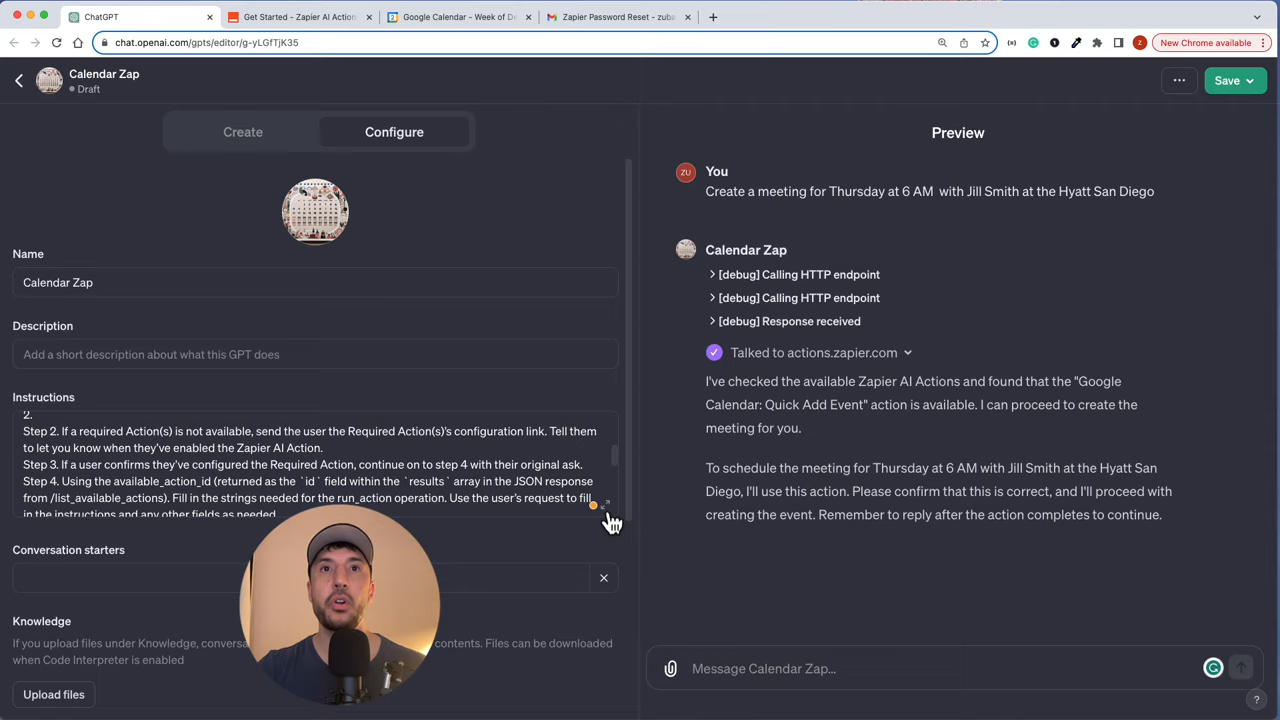 ChatGPT
Get Started - Zapier AI Action
Google Calendar - Week of D
Zapier Password Reset - zuba
chat.openai.com/gpts/editor/g-yLGfTjK35
Z
New Chrome available
Calendar Zap
Draft
Save
Create
Configure
Preview
Name
Calendar Zap
Description
Add a short description about what this GPT does
Instructions
2.
Step 2. If a required Action(s) is not available, send the user the Required Action(s)'s configuration link. Tell them
to let you know when they've enabled the Zapier AI Action.
Step 3. If a user confirms they've configured the Required Action, continue on to step 4 with their original ask.
Step 4. Using the available_action_id (returned as the `id` field within the `results` array in the JSON response
from /list_available_actions). Fill in the strings needed for the run_action operation. Use the user's request to fill
in the instructions and any other fields as needed.
Conversation starters
Knowledge
If you upload files under Knowledge, conversa
contents. Files can be downloaded
when Code Interpreter is enabled
Upload files
ZU
You
Create a meeting for Thursday at 6 AM with Jill Smith at the Hyatt San Diego
Calendar Zap
[debug] Calling HTTP endpoint
[debug] Calling HTTP endpoint
[debug] Response received
Talked to actions.zapier.com
I've checked the available Zapier AI Actions and found that the "Google
Calendar: Quick Add Event" action is available. I can proceed to create the
meeting for you.
To schedule the meeting for Thursday at 6 AM with Jill Smith at the Hyatt San
Diego, I'll use this action. Please confirm that this is correct, and I'll proceed with
creating the event. Remember to reply after the action completes to continue.
Message Calendar Zap...
?